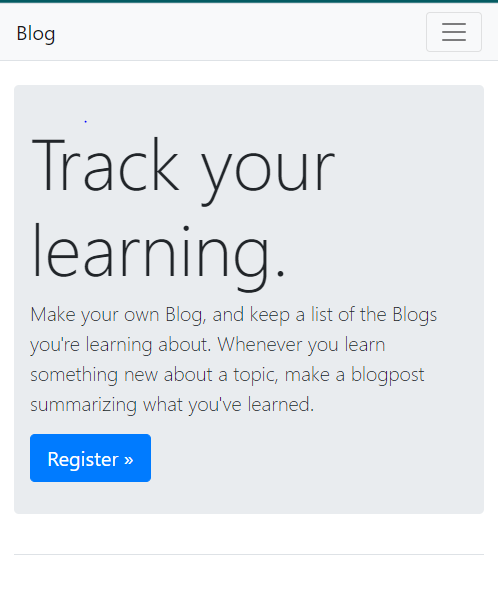 Blog
Track your
learning.
Make your own Blog, and keep a list of the Blogs
you're learning about. Whenever you learn
something new about a topic, make a blogpost
summarizing what you've learned.
Register »